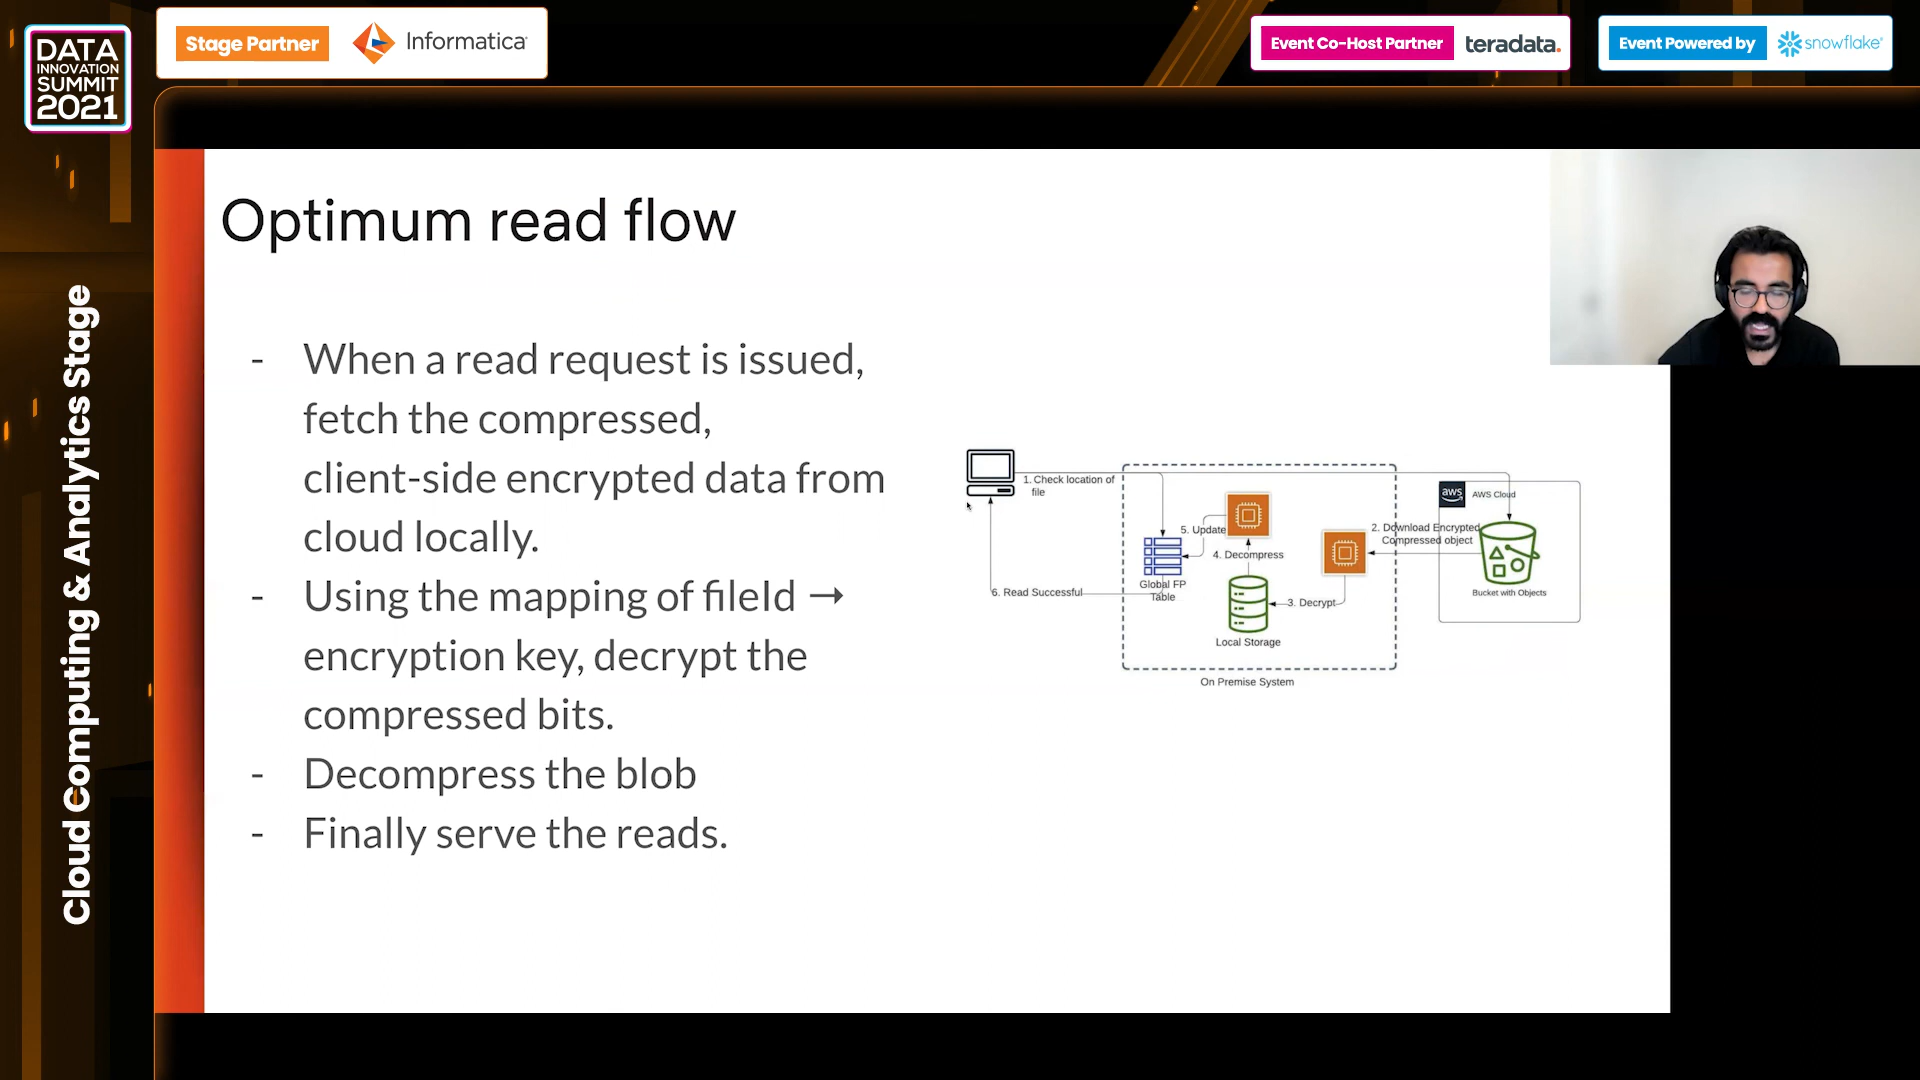 DATA
INNOVATION
SUMMIT
2021
Stage Partner
Informatica
Event Co-Host Partner
teradata.
Event Powered by
snowflake
Cloud Computing & Analytics Stage
Optimum read flow
- When a read request is issued,
fetch the compressed,
client-side encrypted data from
cloud locally.
- Using the mapping of fileId →
encryption key, decrypt the
compressed bits.
- Decompress the blob
- Finally serve the reads.
1. Check location of
file
aws
AWS Cloud
2. Download Encrypted
Compressed object
5. Update
4. Decompress
Global FP
Table
6. Read Successful
3. Decrypt
Bucket with Objects
Local Storage
On Premise System